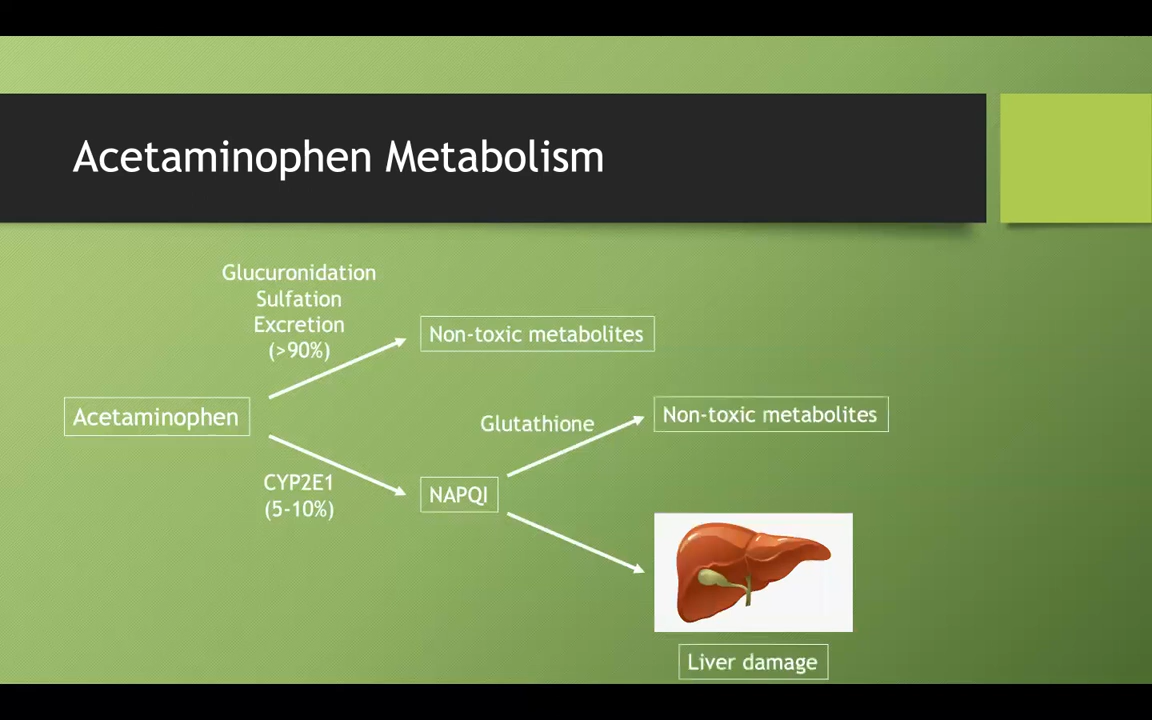 Acetaminophen Metabolism
Glucuronidation
Sulfation
Excretion
(>90%)
Non-toxic metabolites
Acetaminophen
Glutathione
Non-toxic metabolites
CYP2E1
(5-10%)
NAPQI
Liver damage